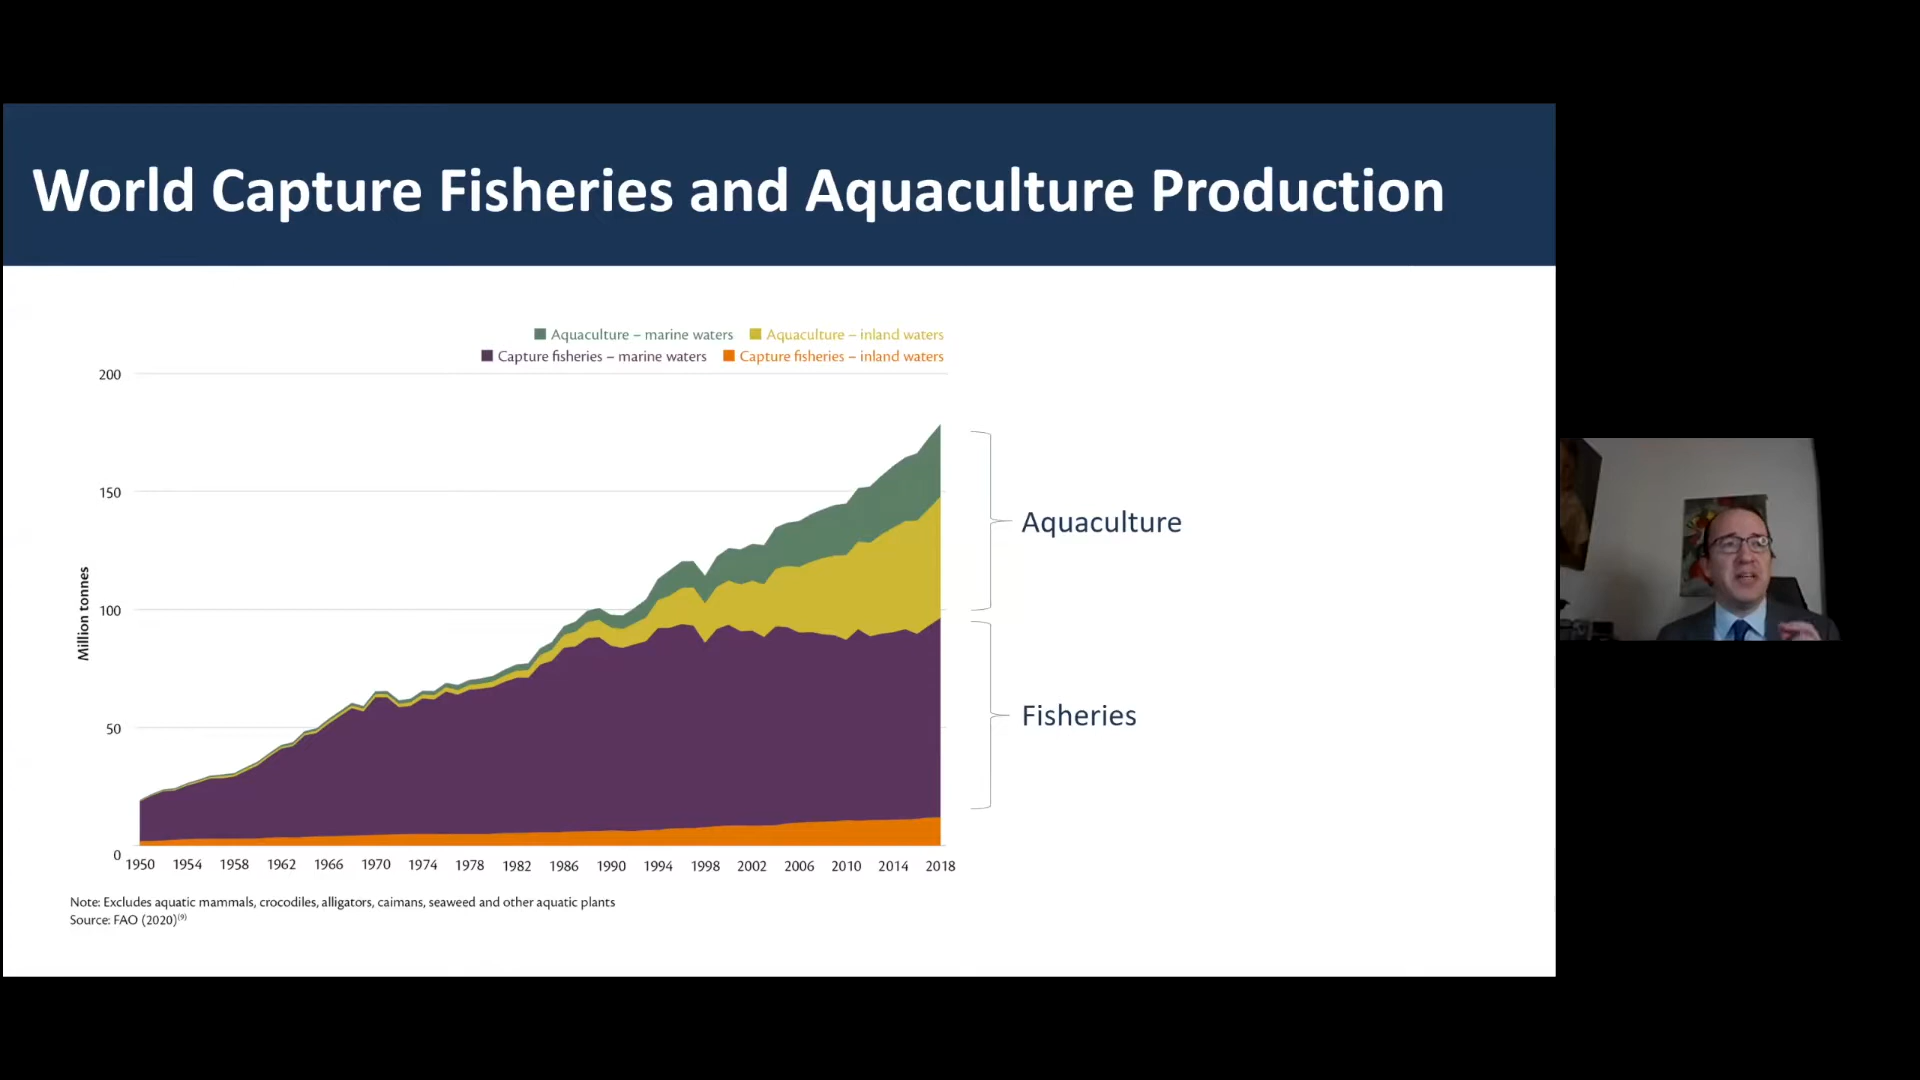 World Capture Fisheries and Aquaculture Production
Aquaculture – marine waters Aquaculture – inland waters
Capture fisheries – marine waters Capture fisheries – inland waters
200
150
100
50
0
Million tonnes
1950 1954 1958 1962 1966 1970 1974 1978 1982 1986 1990 1994 1998 2002 2006 2010 2014 2018
Aquaculture
Fisheries
Note: Excludes aquatic mammals, crocodiles, alligators, caimans, seaweed and other aquatic plants
Source: FAO (2020)⁽⁹⁾